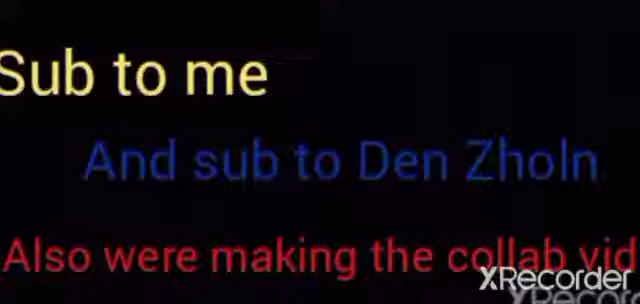 Sub to me
And sub to Den Zholn
Also were making the collab vid
XRecorder